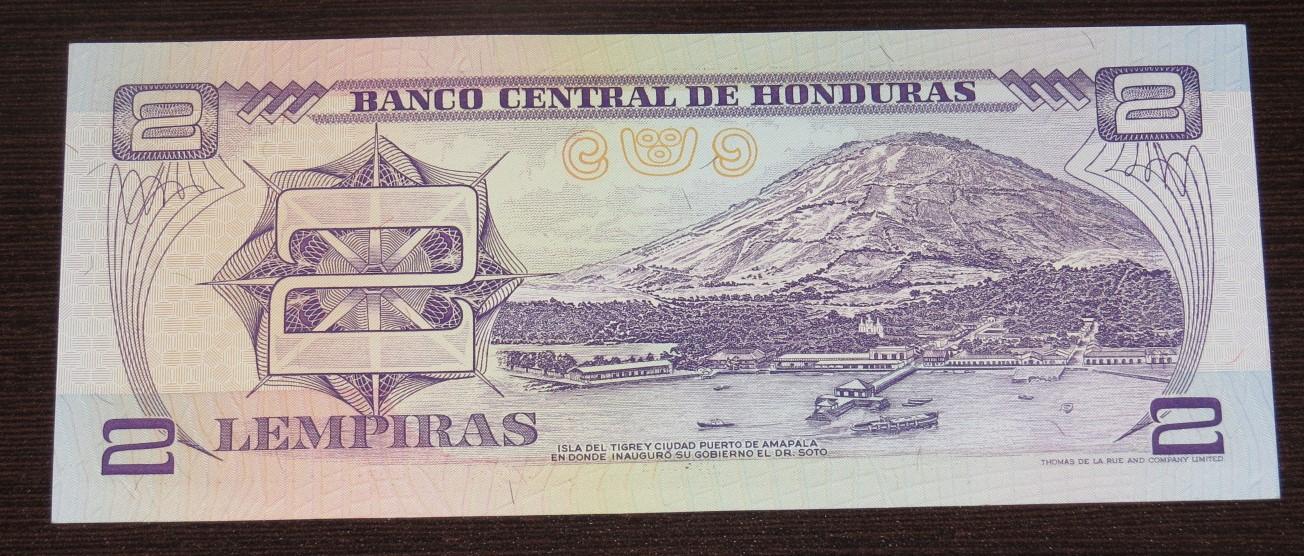 2 BANCO CENTRAL DE HONDURAS 2
2
LEMPIRAS
2 2
ISLA DEL TIGRE Y CIUDAD PUERTO DE AMAPALA
EN DONDE INAUGURÓ SU GOBIERNO EL DR. SOTO
THOMAS DE LA RUE AND COMPANY LIMITED